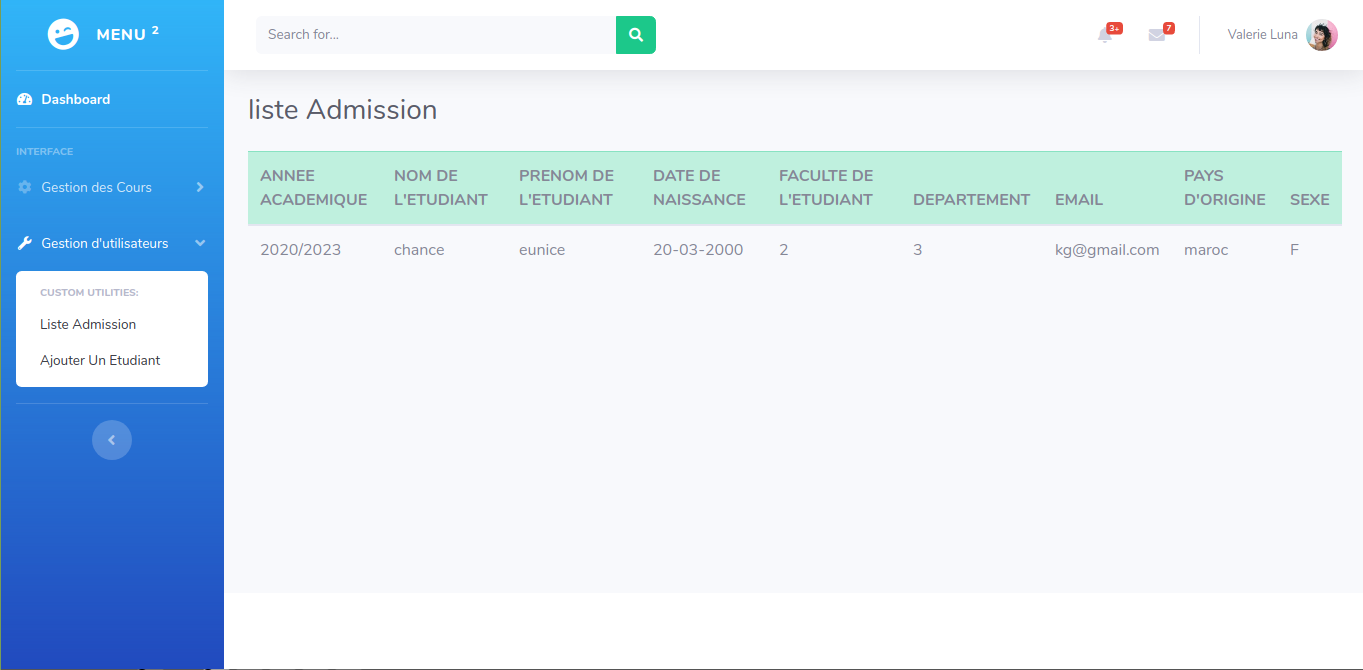 MENU 2
Search for...
3+
7
Valerie Luna
Dashboard
INTERFACE
Gestion des Cours
Gestion d'utilisateurs
CUSTOM UTILITIES:
Liste Admission
Ajouter Un Etudiant
liste Admission
ANNEE ACADEMIQUE NOM DE L'ETUDIANT PRENOM DE L'ETUDIANT DATE DE NAISSANCE FACULTE DE L'ETUDIANT DEPARTEMENT EMAIL PAYS D'ORIGINE SEXE
2020/2023 chance eunice 20-03-2000 2 3 kg@gmail.com maroc F